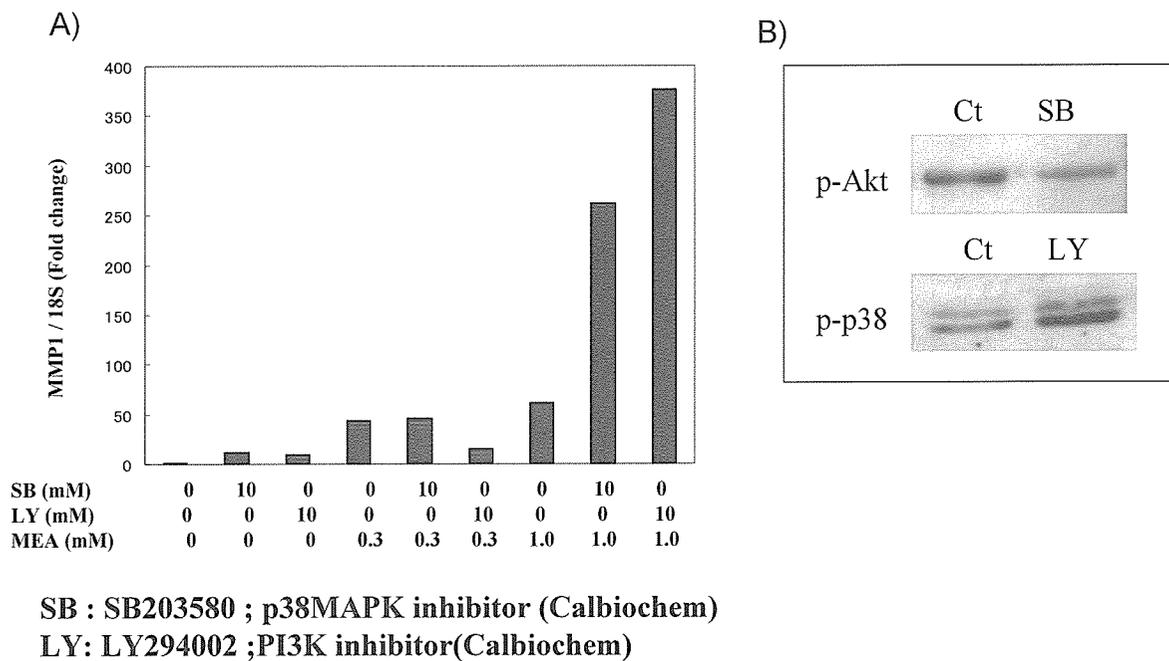 A)
B)
400
350
300
250
200
150
100
50
0
MMP1 / 18S (Fold change)
SB (mM) 0 10 0 0 10 0 0 10 0
LY (mM) 0 0 10 0 0 10 0 0 10
MEA (mM) 0 0 0 0.3 0.3 0.3 1.0 1.0 1.0
Ct SB
p-Akt
Ct LY
p-p38
SB : SB203580 ; p38MAPK inhibitor (Calbiochem)
LY: LY294002 ;PI3K inhibitor(Calbiochem)